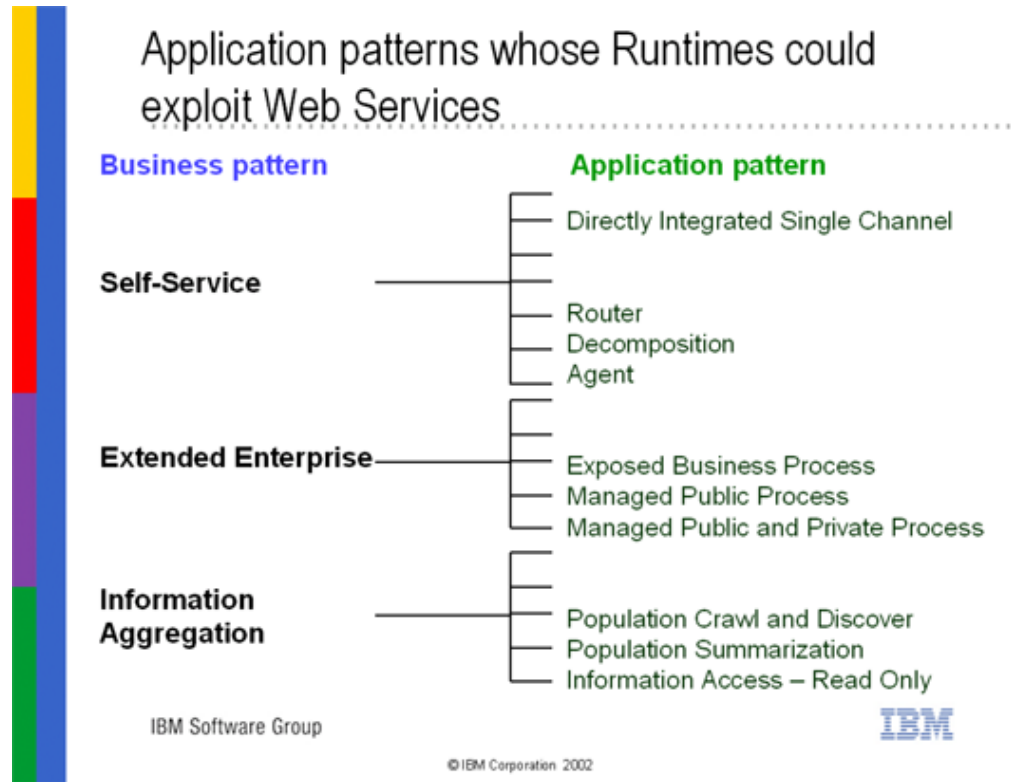 Application patterns whose Runtimes could
exploit Web Services
Business pattern
Application pattern
Self-Service
Directly Integrated Single Channel
Router
Decomposition
Agent
Extended Enterprise
Exposed Business Process
Managed Public Process
Managed Public and Private Process
Information
Aggregation
Population Crawl and Discover
Population Summarization
Information Access – Read Only
IBM Software Group
IBM
© IBM Corporation 2002